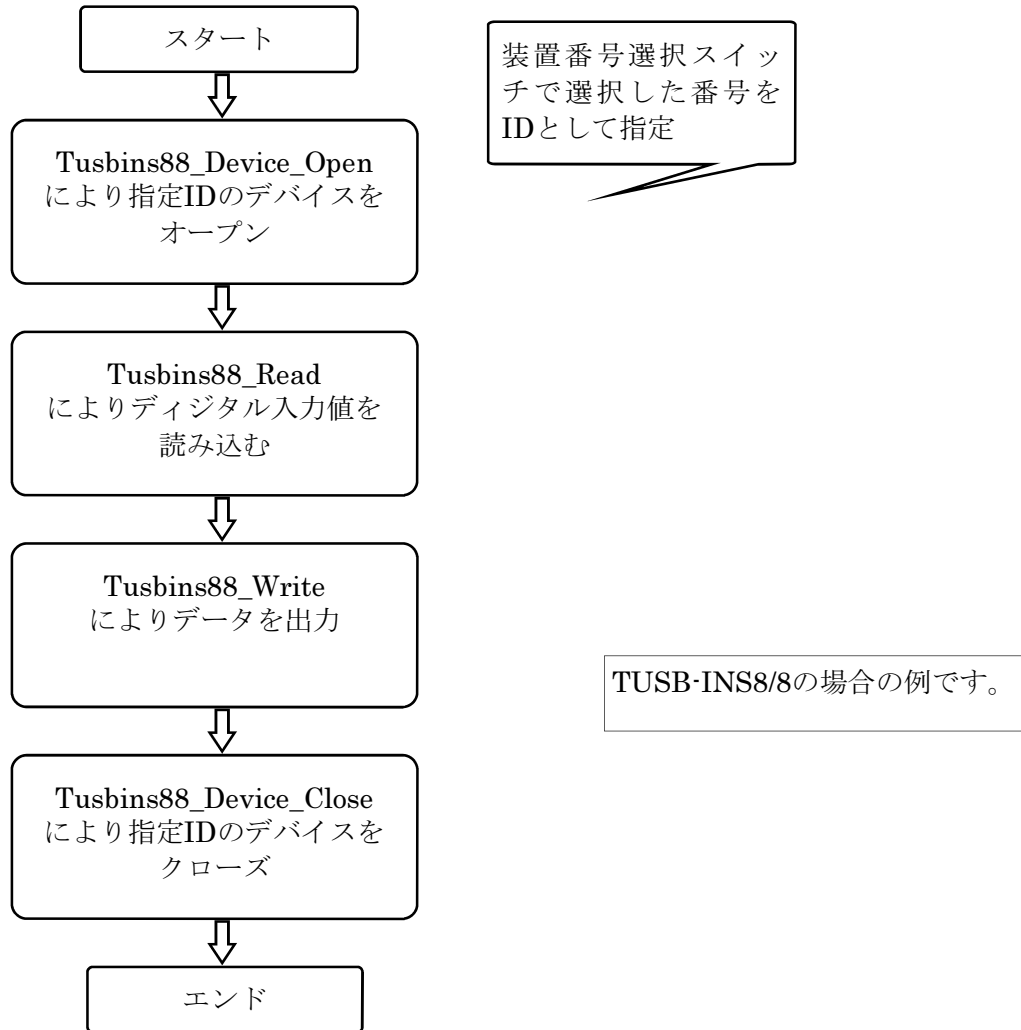 スタート
装置番号選択スイッ
チで選択した番号を
IDとして指定
Tusbins88_Device_Open
により指定IDのデバイスを
オープン
Tusbins88_Read
によりディジタル入力値を
読み込む
Tusbins88_Write
によりデータを出力
TUSB-INS8/8の場合の例です。
Tusbins88_Device_Close
により指定IDのデバイスを
クローズ
エンド